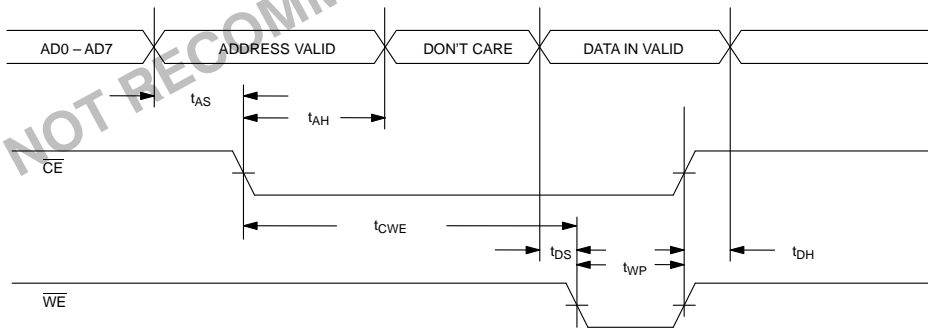 NOT RECOMM
AD0 – AD7 ADDRESS VALID DON'T CARE DATA IN VALID
tAS
tAH
CE
tCWE
tDS tWP tDH
WE